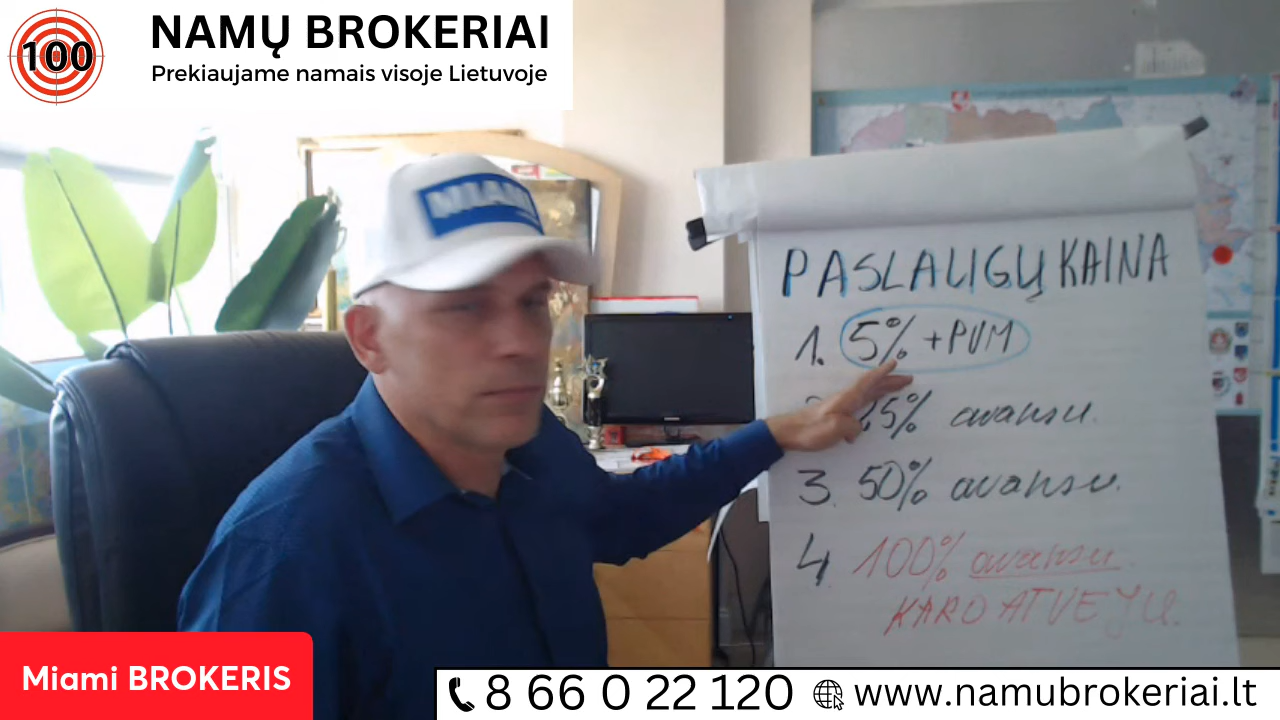 100
NAMŲ BROKERIAI
Prekiaujame namais visoje Lietuvoje
MIAMI
PASLAUGŲ KAINA
1. 5% + PVM
25% avansu.
3. 50% avansu.
4 100% avansu.
KARO ATVEJU.
Miami BROKERIS
8 66 0 22 120
www.namubrokeriai.lt